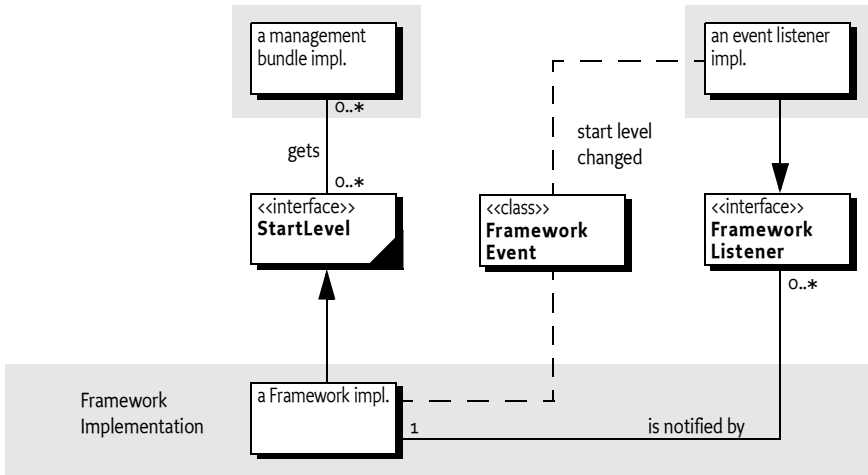 a management
bundle impl.
an event listener
impl.
0..*
gets
start level
changed
0..*
<<interface>>
StartLevel
<<class>>
Framework
Event
<<interface>>
Framework
Listener
0..*
Framework
Implementation
a Framework impl.
1
is notified by